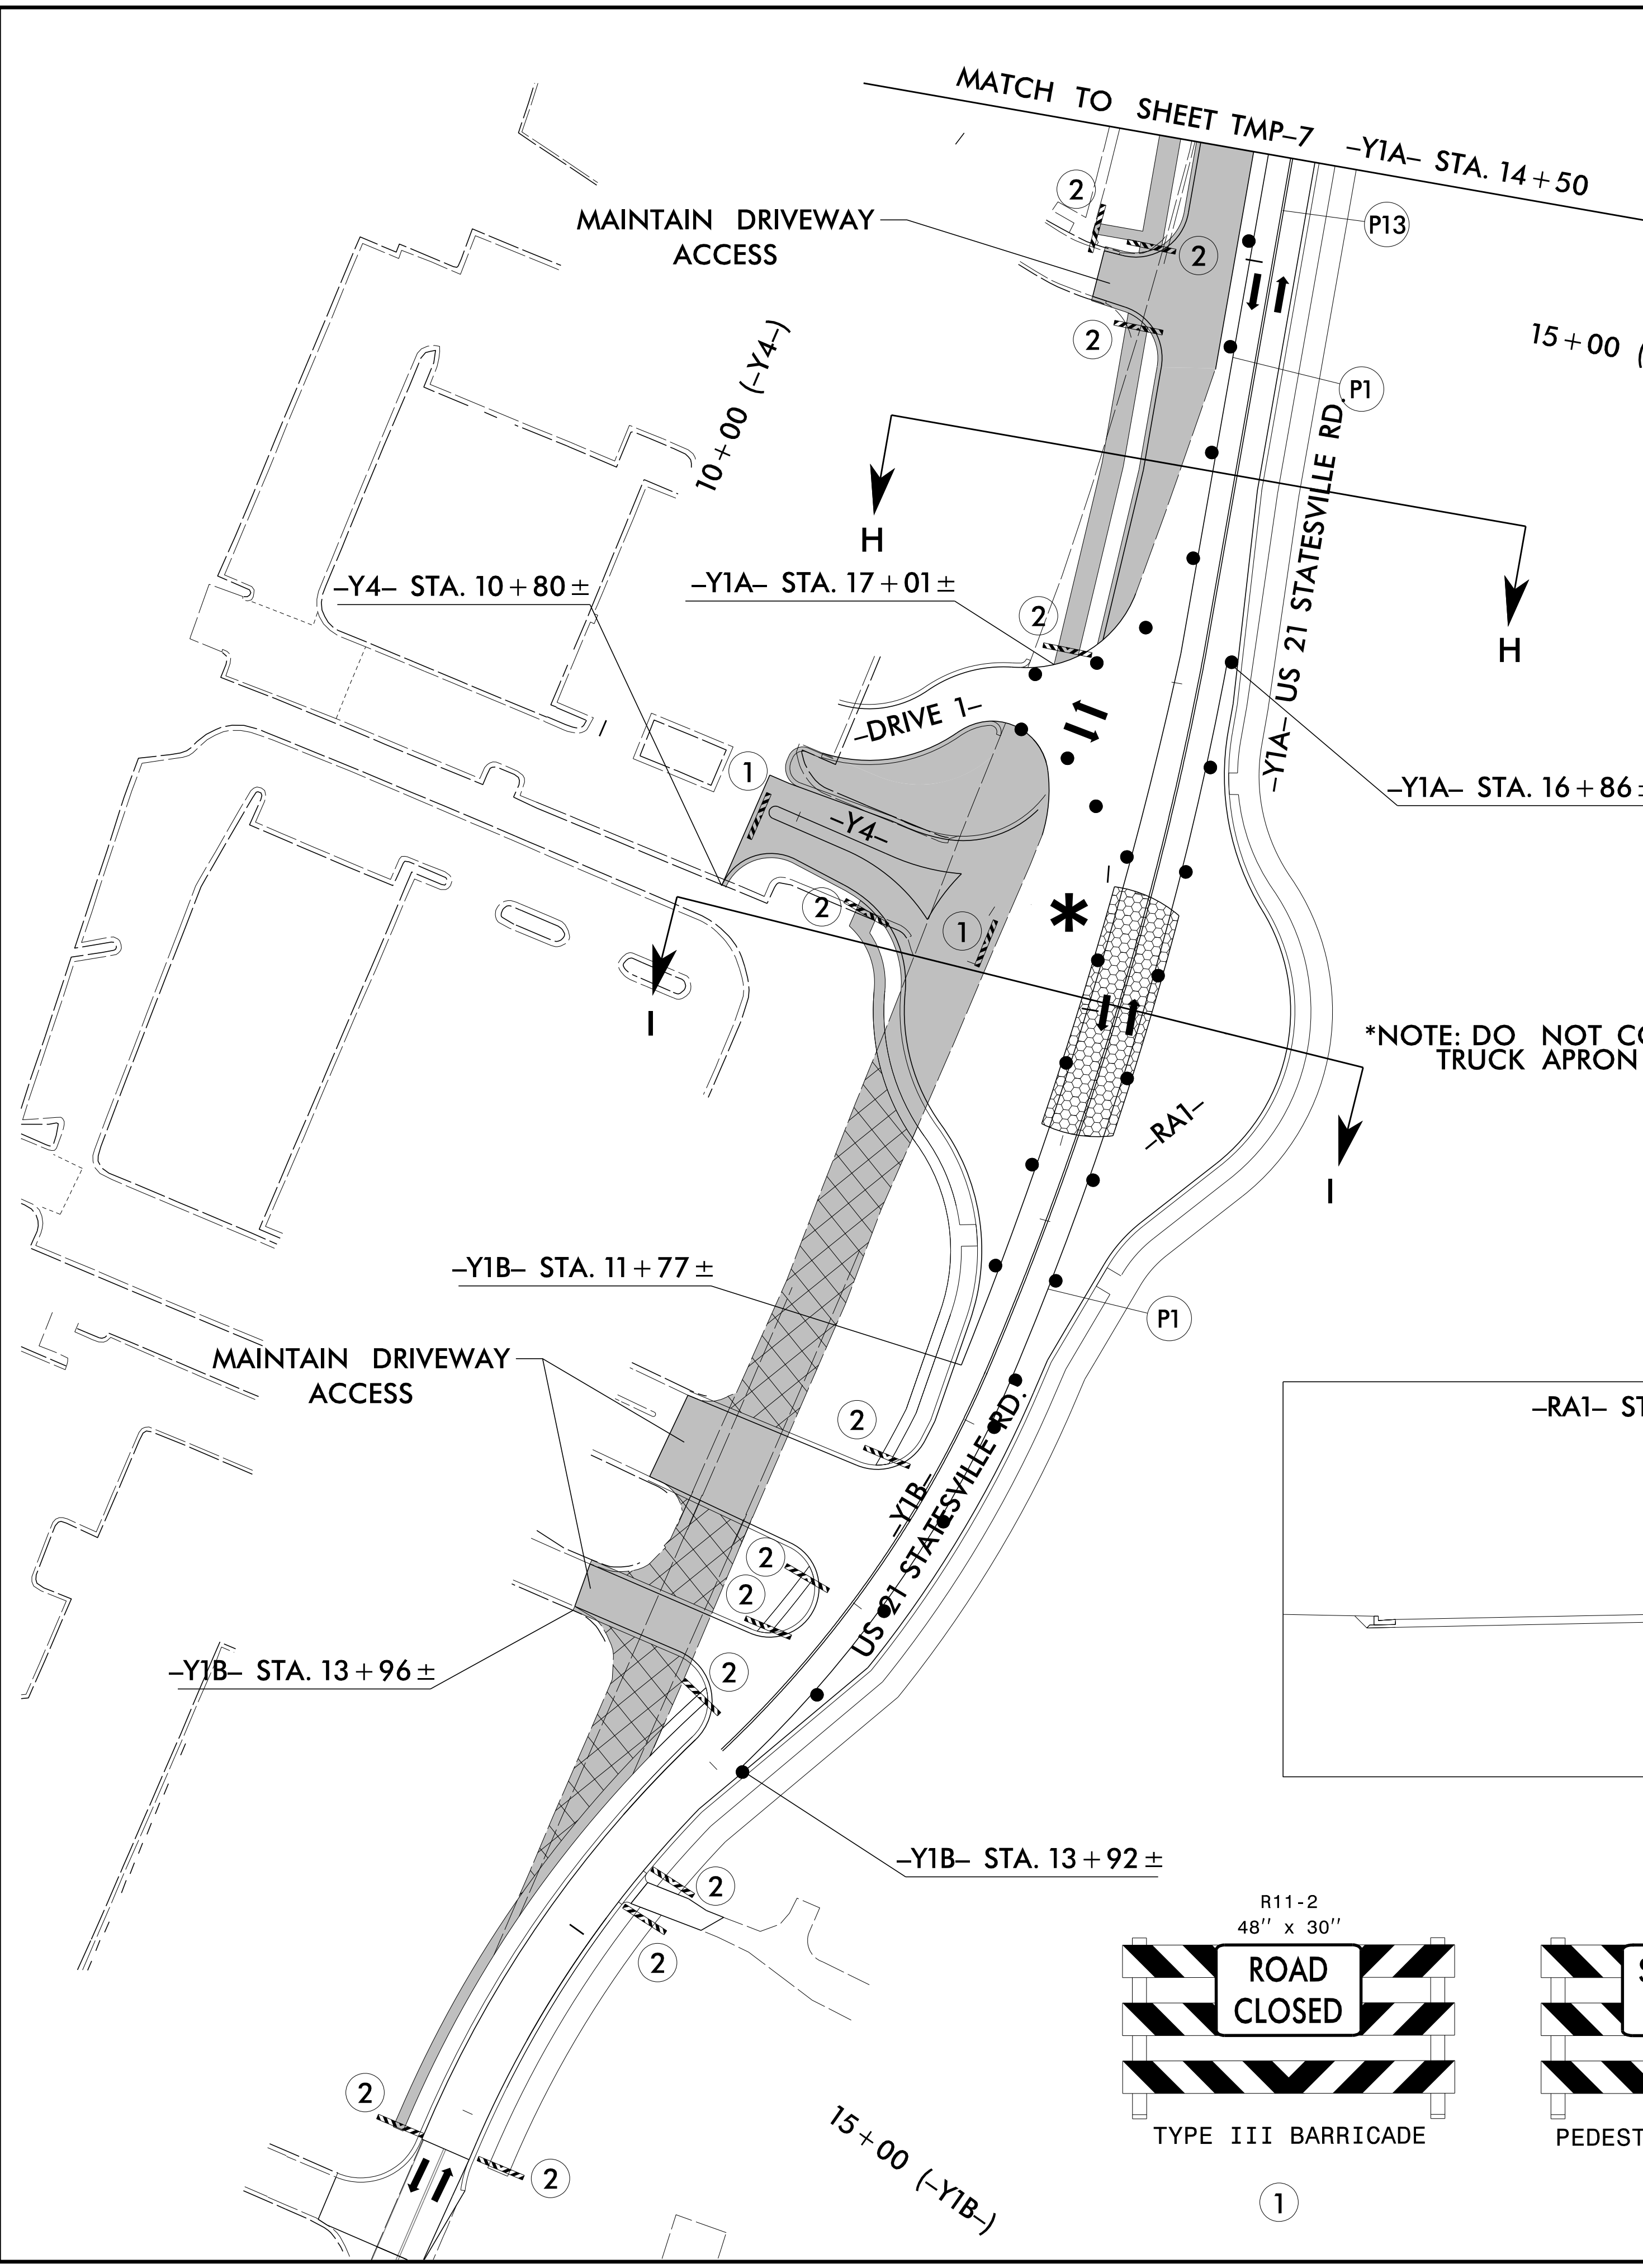 MATCH TO SHEET TMP–7 –Y1A– STA. 14+50
2
P13
MAINTAIN DRIVEWAY
ACCESS
2
2
15+00 (
P1
10+00 (–Y4–)
–Y1A– US 21 STATESVILLE RD.
H
H
–Y4– STA. 10+80±
–Y1A– STA. 17+01±
2
–DRIVE 1–
1
–Y1A– STA. 16+86±
–Y4–
2
*
1
I
*NOTE: DO NOT CO
TRUCK APRON
–RA1–
I
–Y1B– STA. 11+77±
P1
MAINTAIN DRIVEWAY
ACCESS
–RA1– ST
2
–Y1B–
US 21 STATESVILLE RD.
2
2
–Y1B– STA. 13+96±
2
–Y1B– STA. 13+92±
2
2
R11-2
48" x 30"
ROAD
CLOSED
S
2
15+00 (–Y1B–)
TYPE III BARRICADE
PEDEST
2
1